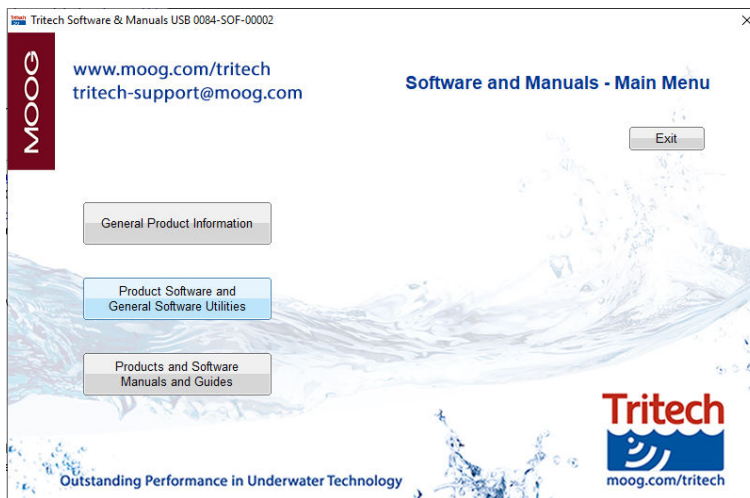 Tritech Software & Manuals USB 0084-SOF-00002
MOOG
www.moog.com/tritech
tritech-support@moog.com
Software and Manuals - Main Menu
Exit
General Product Information
Product Software and
General Software Utilities
Products and Software
Manuals and Guides
Tritech
moog.com/tritech
Outstanding Performance in Underwater Technology